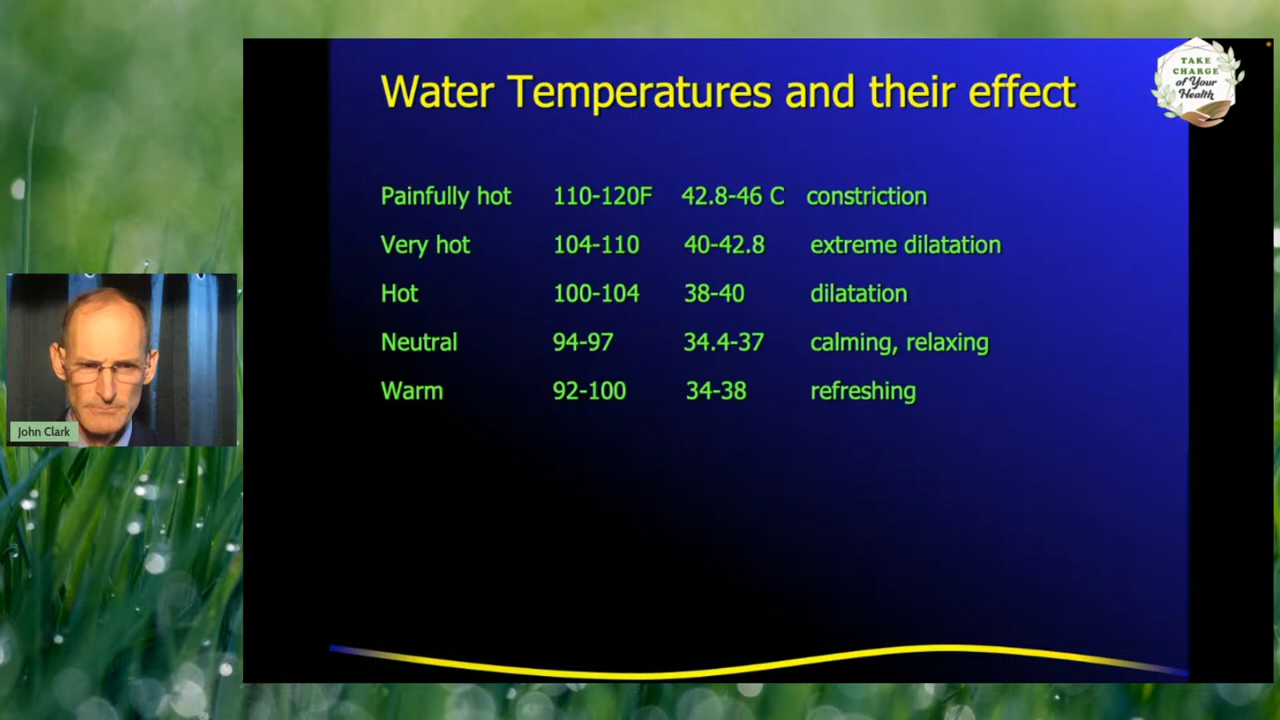 Water Temperatures and their effect
TAKE
CHARGE
of Your
Health
Painfully hot 110-120F 42.8-46 C constriction
Very hot 104-110 40-42.8 extreme dilatation
Hot 100-104 38-40 dilatation
Neutral 94-97 34.4-37 calming, relaxing
Warm 92-100 34-38 refreshing
John Clark